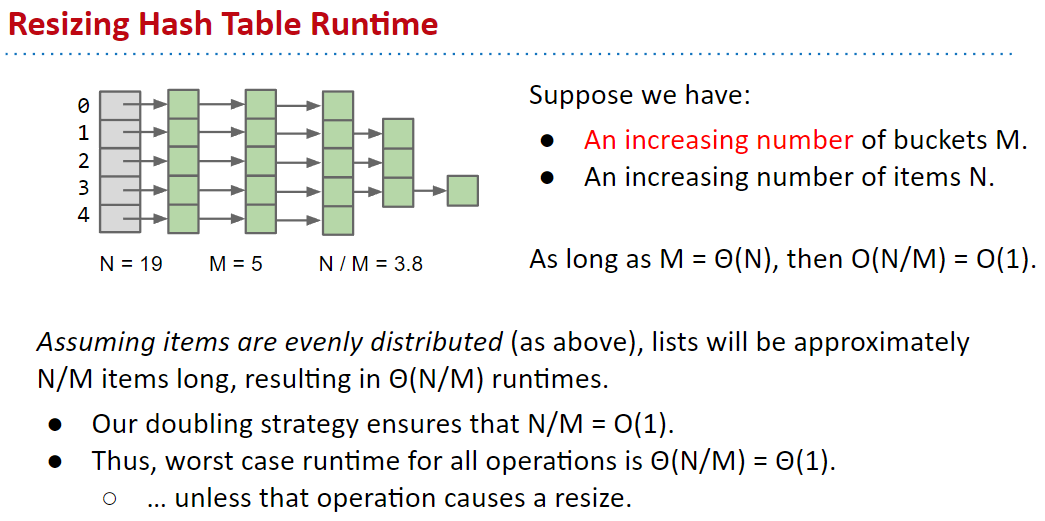 Resizing Hash Table Runtime
0
1
2
3
4
N = 19 M = 5 N / M = 3.8
Suppose we have:
● An increasing number of buckets M.
● An increasing number of items N.
As long as M = Θ(N), then O(N/M) = O(1).
Assuming items are evenly distributed (as above), lists will be approximately
N/M items long, resulting in Θ(N/M) runtimes.
● Our doubling strategy ensures that N/M = O(1).
● Thus, worst case runtime for all operations is Θ(N/M) = Θ(1).
○ … unless that operation causes a resize.